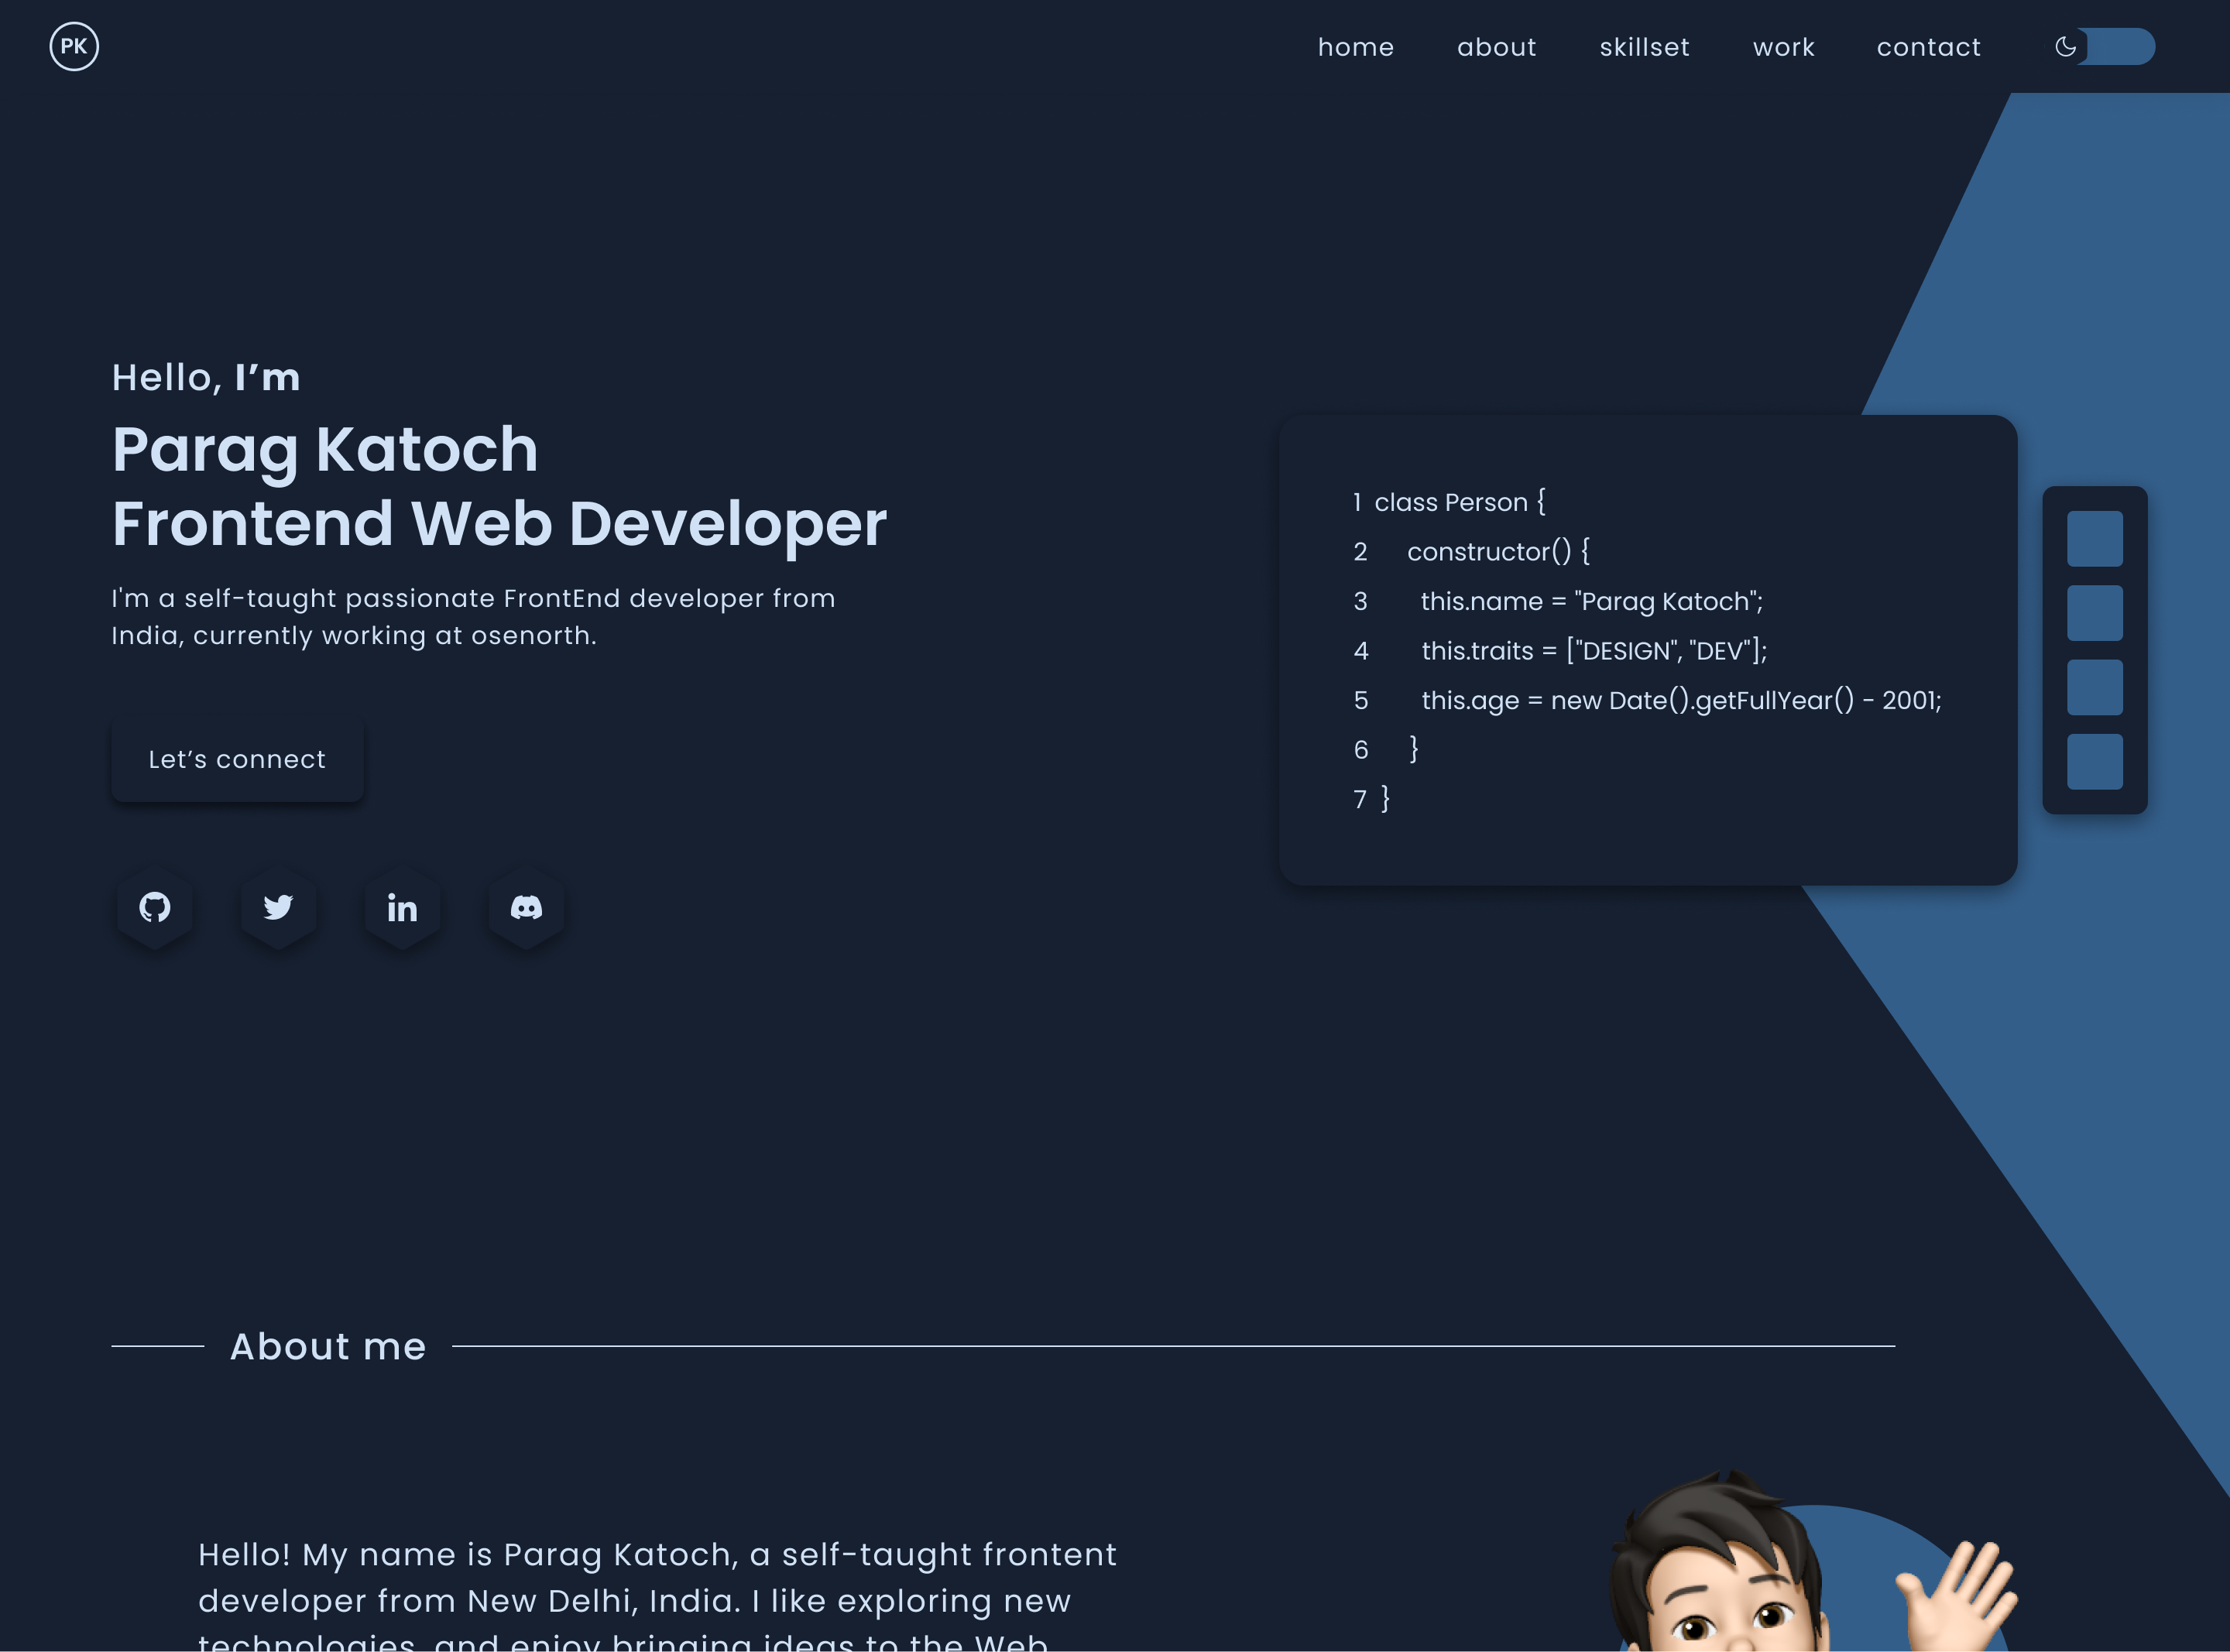 PK
home about skillset work contact
Hello, I’m
Parag Katoch
Frontend Web Developer
I'm a self-taught passionate FrontEnd developer from
India, currently working at osenorth.
Let’s connect
in
1 class Person {
2 constructor() {
3 this.name = "Parag Katoch";
4 this.traits = ["DESIGN", "DEV"];
5 this.age = new Date().getFullYear() - 2001;
6 }
7 }
About me
Hello! My name is Parag Katoch, a self-taught frontent
developer from New Delhi, India. I like exploring new
technologies, and enjoy bringing ideas to the Web